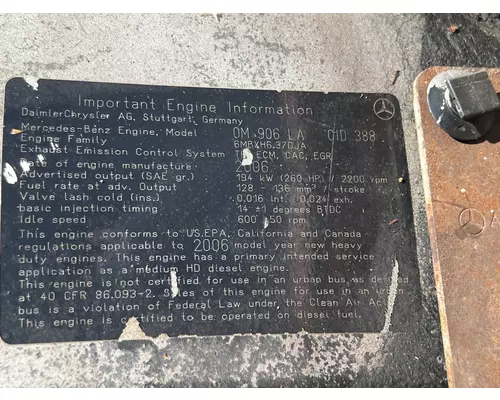 Important Engine Information
DaimlerChrysler AG, Stuttgart, Germany
Mercedes-Benz Engine, Model OM 906 LA CID 388
Engine Family 6MBXH6.37DJA
Exhaust Emission Control System ECM, CAC, EGR
of engine manufacture 2006
Advertised output (SAE gr.) 194 kW (260 HP) / 2200 rpm
Fuel rate at adv. Output 128 - 136 mm³ / stroke
Valve lash cold (ins.) 0.016 int. 0.024 exh.
basic injection timing 14 ±1 degrees BTDC
Idle speed 600 ±50 rpm
This engine conforms to US.EPA, California and Canada
regulations applicable to 2006 model year new heavy
duty engines. This engine has a primary intended service
application as a medium HD diesel engine.
This engine is not certified for use in an urban bus as defined
at 40 CFR 86.093-2. Sales of this engine for use in an urban
bus is a violation of Federal Law under the Clean Air Act
This engine is certified to be operated on diesel fuel.